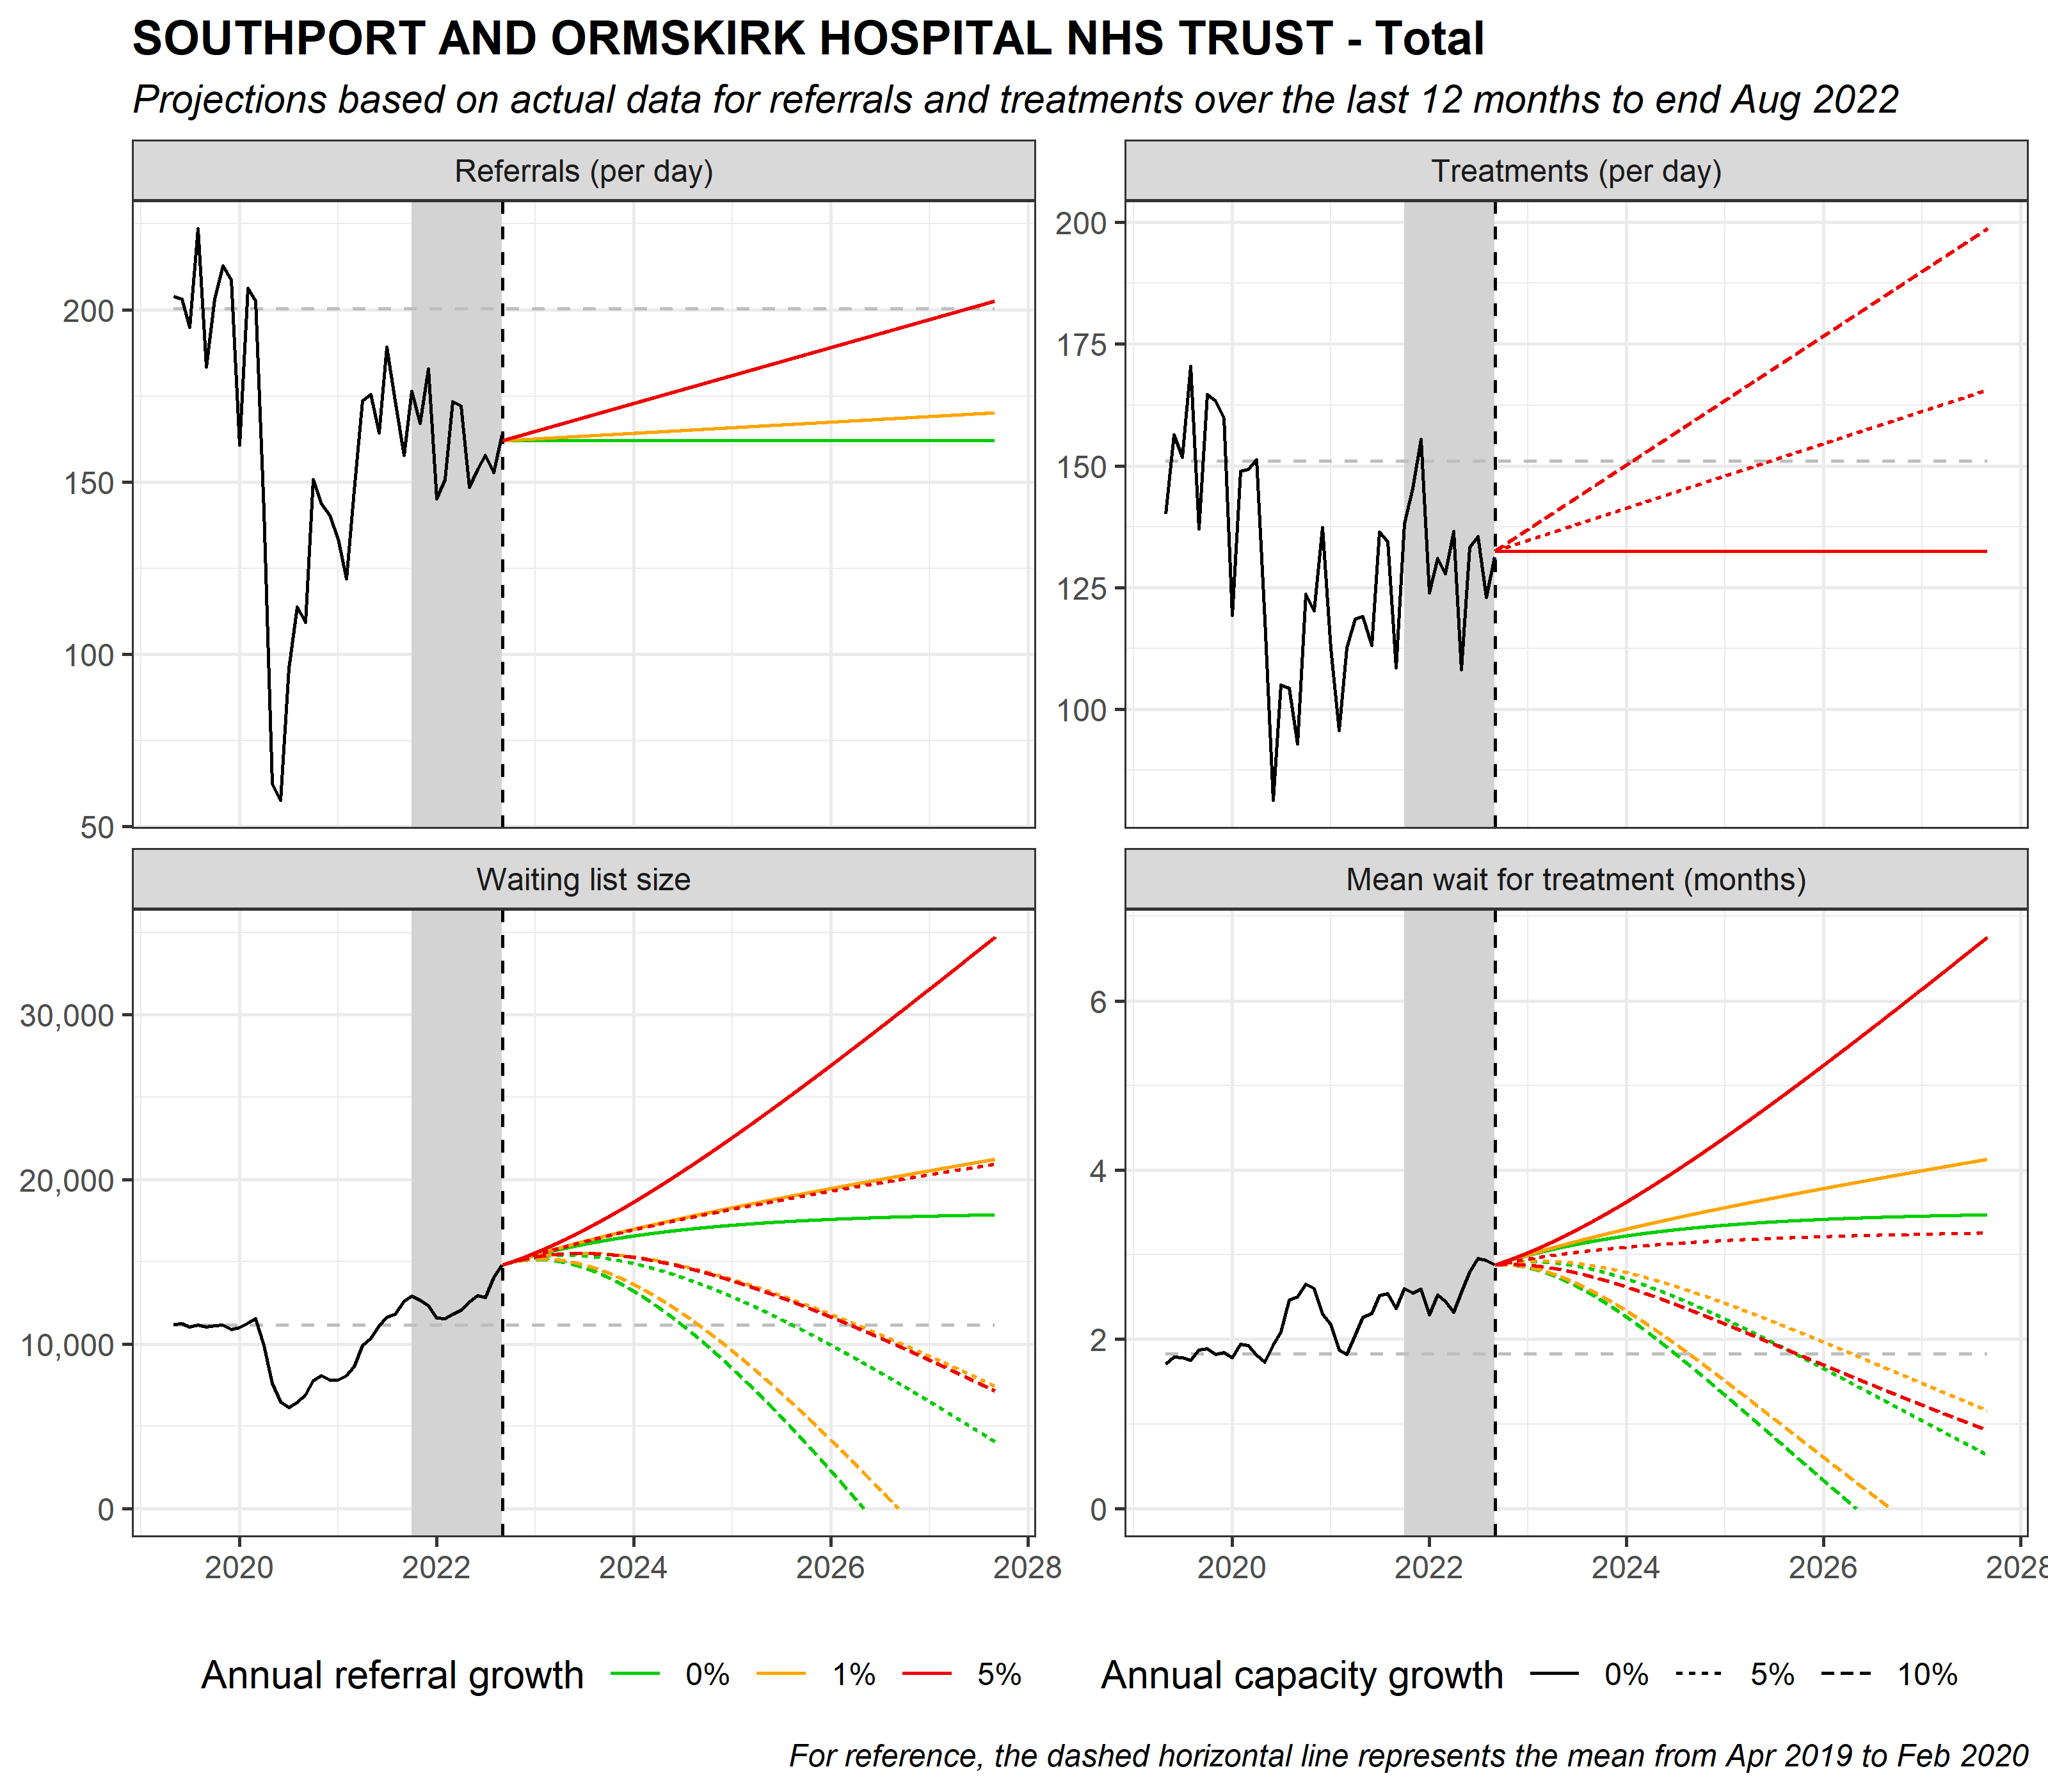 SOUTHPORT AND ORMSKIRK HOSPITAL NHS TRUST - Total
Projections based on actual data for referrals and treatments over the last 12 months to end Aug 2022
Referrals (per day)
200
150
100
50
Treatments (per day)
200
175
150
125
100
Waiting list size
30,000
20,000
10,000
0
2020 2022 2024 2026 2028
Mean wait for treatment (months)
6
4
2
0
2020 2022 2024 2026 2028
Annual referral growth 0% 1% 5%
Annual capacity growth 0% 5% 10%
For reference, the dashed horizontal line represents the mean from Apr 2019 to Feb 2020